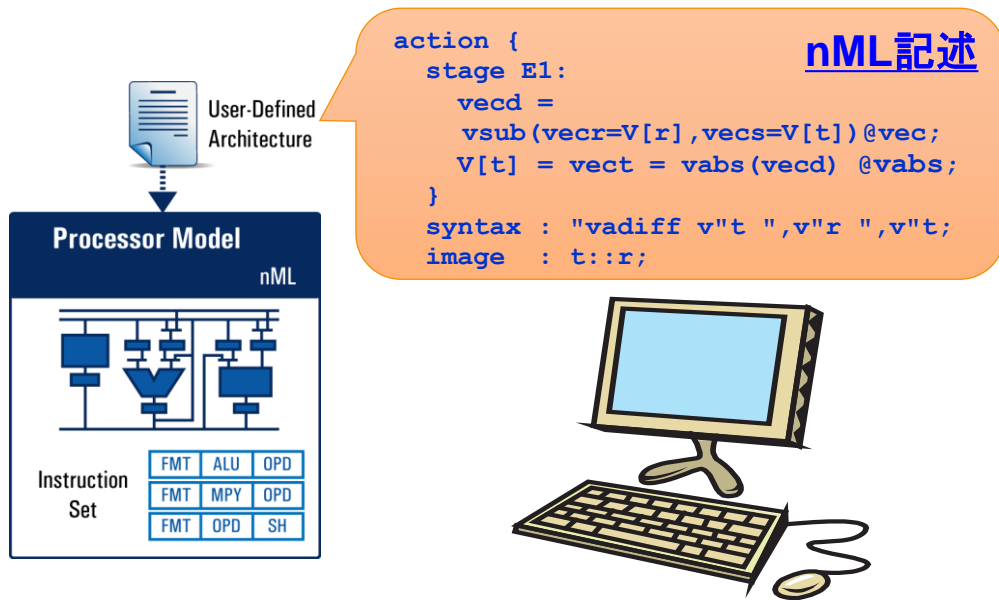 action {
stage E1:
vecd =
vsub(vecr=V[r],vecs=V[t])@vec;
V[t] = vect = vabs(vecd) @vabs;
}
syntax : "vadiff v"t ",v"r ",v"t;
image : t::r;
nML記述
User-Defined
Architecture
Processor Model
nML
Instruction
Set
FMT ALU OPD
FMT MPY OPD
FMT OPD SH